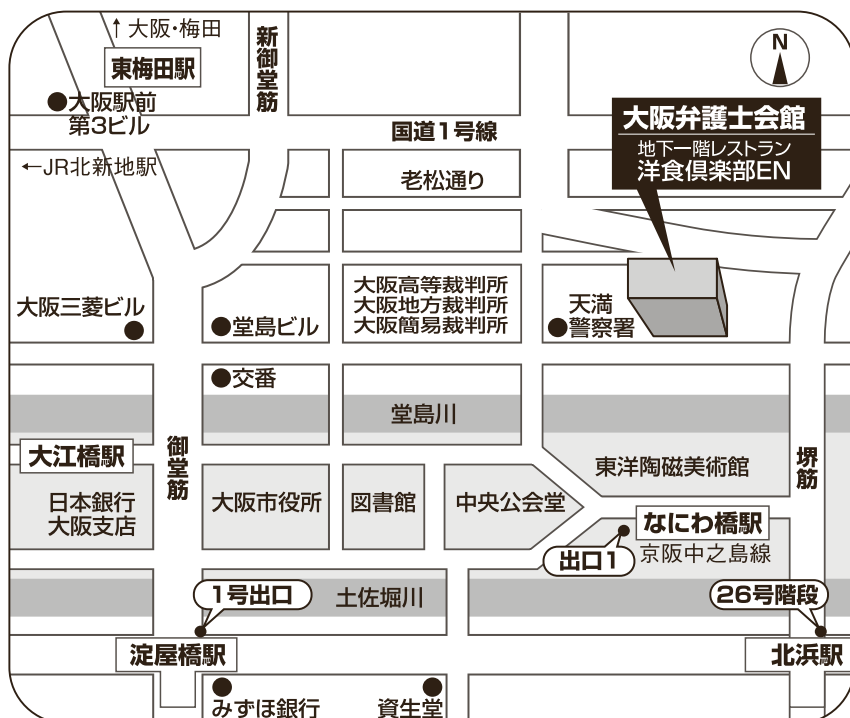 ↑大阪・梅田
東梅田駅
新御堂筋
N
●大阪駅前
第3ビル
国道1号線
大阪弁護士会館
地下一階レストラン
洋食倶楽部EN
←JR北新地駅
老松通り
大阪三菱ビル
●堂島ビル
大阪高等裁判所
大阪地方裁判所
大阪簡易裁判所
天満
●警察署
●交番
堂島川
大江橋駅
御堂筋
東洋陶磁美術館
堺筋
日本銀行
大阪支店
大阪市役所
図書館
中央公会堂
なにわ橋駅
出口1
京阪中之島線
1号出口
土佐堀川
26号階段
淀屋橋駅
北浜駅
みずほ銀行
資生堂